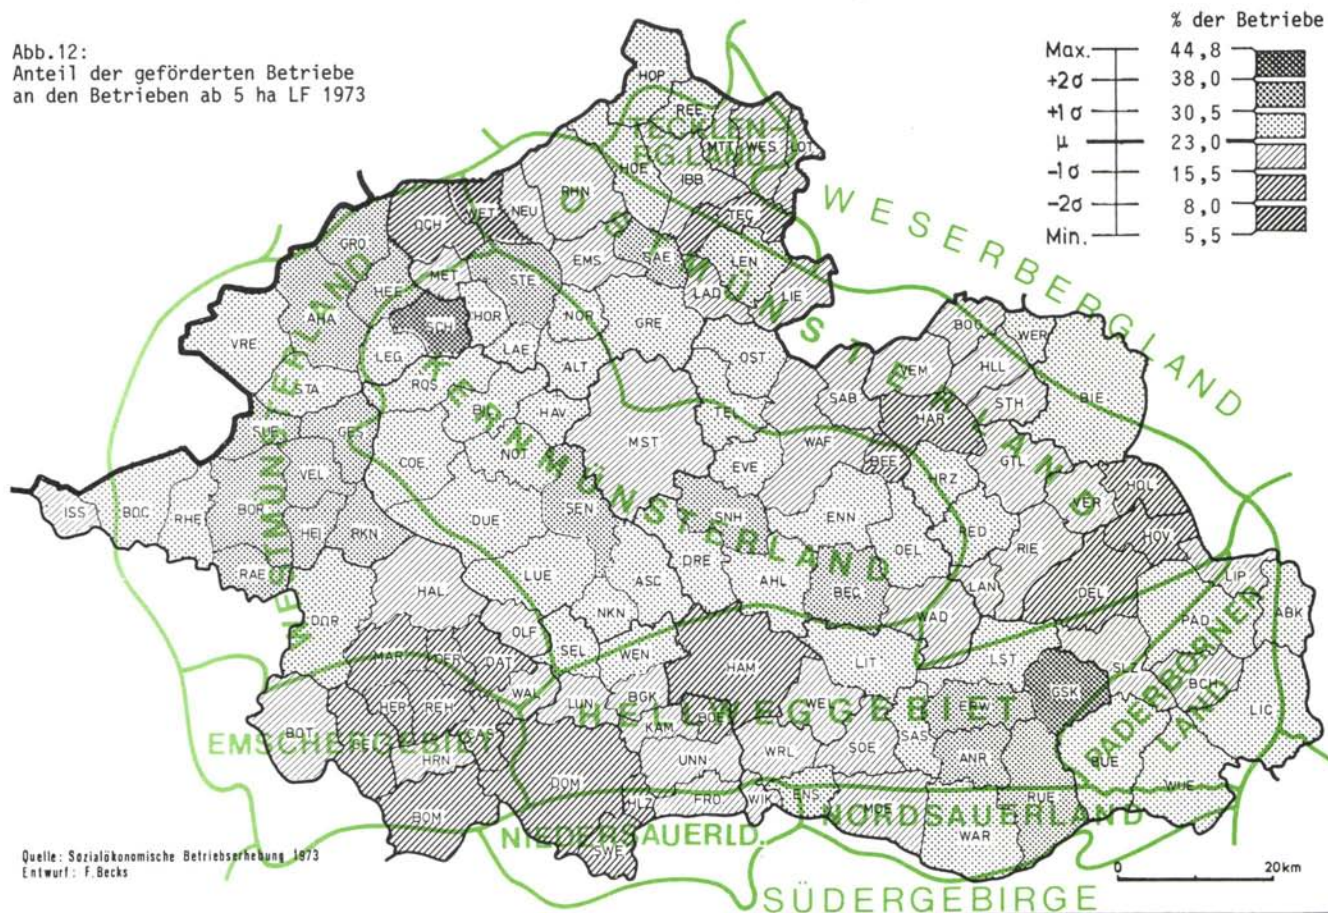 Abb.12:
Anteil der geförderten Betriebe
an den Betrieben ab 5 ha LF 1973
% der Betriebe
Max. 44,8
+2σ 38,0
+1σ 30,5
μ 23,0
-1σ 15,5
-2σ 8,0
Min. 5,5
HOP
REE
TECKLEN-
BG.LAND
MTT WES LOT
HOE
IBB
RHN
TEC
WESERBERGLAND
OCH WET NEU
GRO
OSTMÜNSTERLAND
EMS SAE LEN
MET STE
HEE
LAD LIE
AHA
SCH HOR NOR GRE
VRE
LEG LAE ALT OST
BOG WER
VEM HLL
STA ROS BIL HAV
SAB STH BIE
TEL HAR
WESTMÜNSTERLAND
KERNMÜNSTERLAND
SUE GES
MST WAF
COE NOT
EVE BEE HRZ GTL
VEL
VER HOL
ISS BOC RHE BOR
HEI RKN
DUE SEN SNH ENN
RED RIE HOV
OEL
RAE
HAL LUE ASC DRE AHL BEC
LAN DEL
LIP
NKN
WAD
PAD ABK
DOR
OLF SEL WEN
LIT LST SLZ
MAR OER DAT
HAM
GSK BCH
WAL
LUN BGK
WEL
ERW
LIC
HER REH
HELLWEGGEBIET
PADERBORNER
LAND
KAM BOE
SAS
BOT
EMSCHERGEBIET
CAS
HRN
UNN WRL SOE ANR BUE
DOM
WHE
HLZ FRO WIK ENS
MOE RUE
BOM
NIEDERSAUERLD.
NORDSAUERLAND
WAR
SWE
SÜDERGEBIRGE
Quelle: Sozialökonomische Betriebserhebung 1973
Entwurf: F.Becks
0 20km